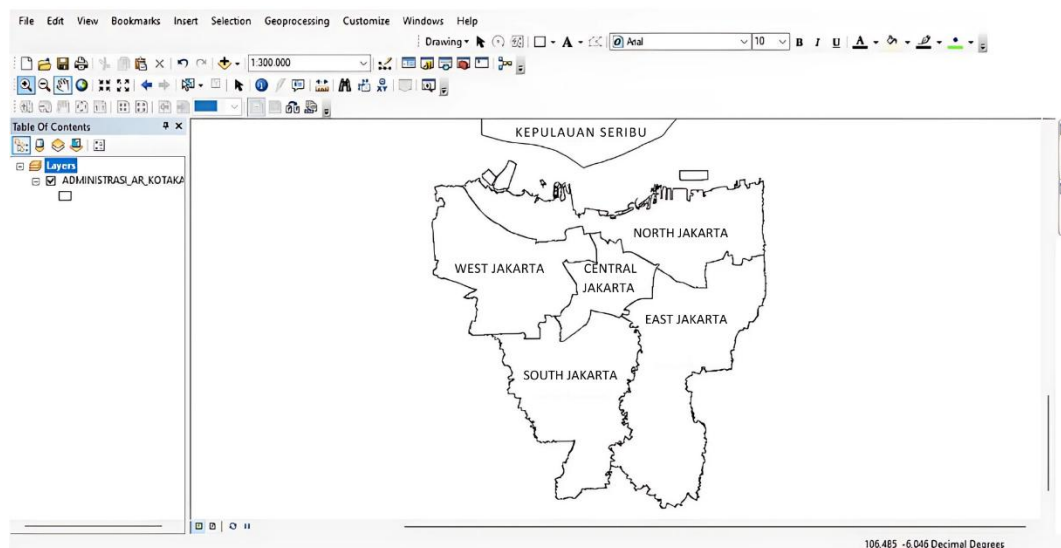 File Edit View Bookmarks Insert Selection Geoprocessing Customize Windows Help
Drawing A Arial 10 B I U A
1:300.000
Table Of Contents
Layers
ADMINISTRASI_AR_KOTAKA
KEPULAUAN SERIBU
NORTH JAKARTA
WEST JAKARTA
CENTRAL
JAKARTA
EAST JAKARTA
SOUTH JAKARTA
106.485 -6.046 Decimal Degrees